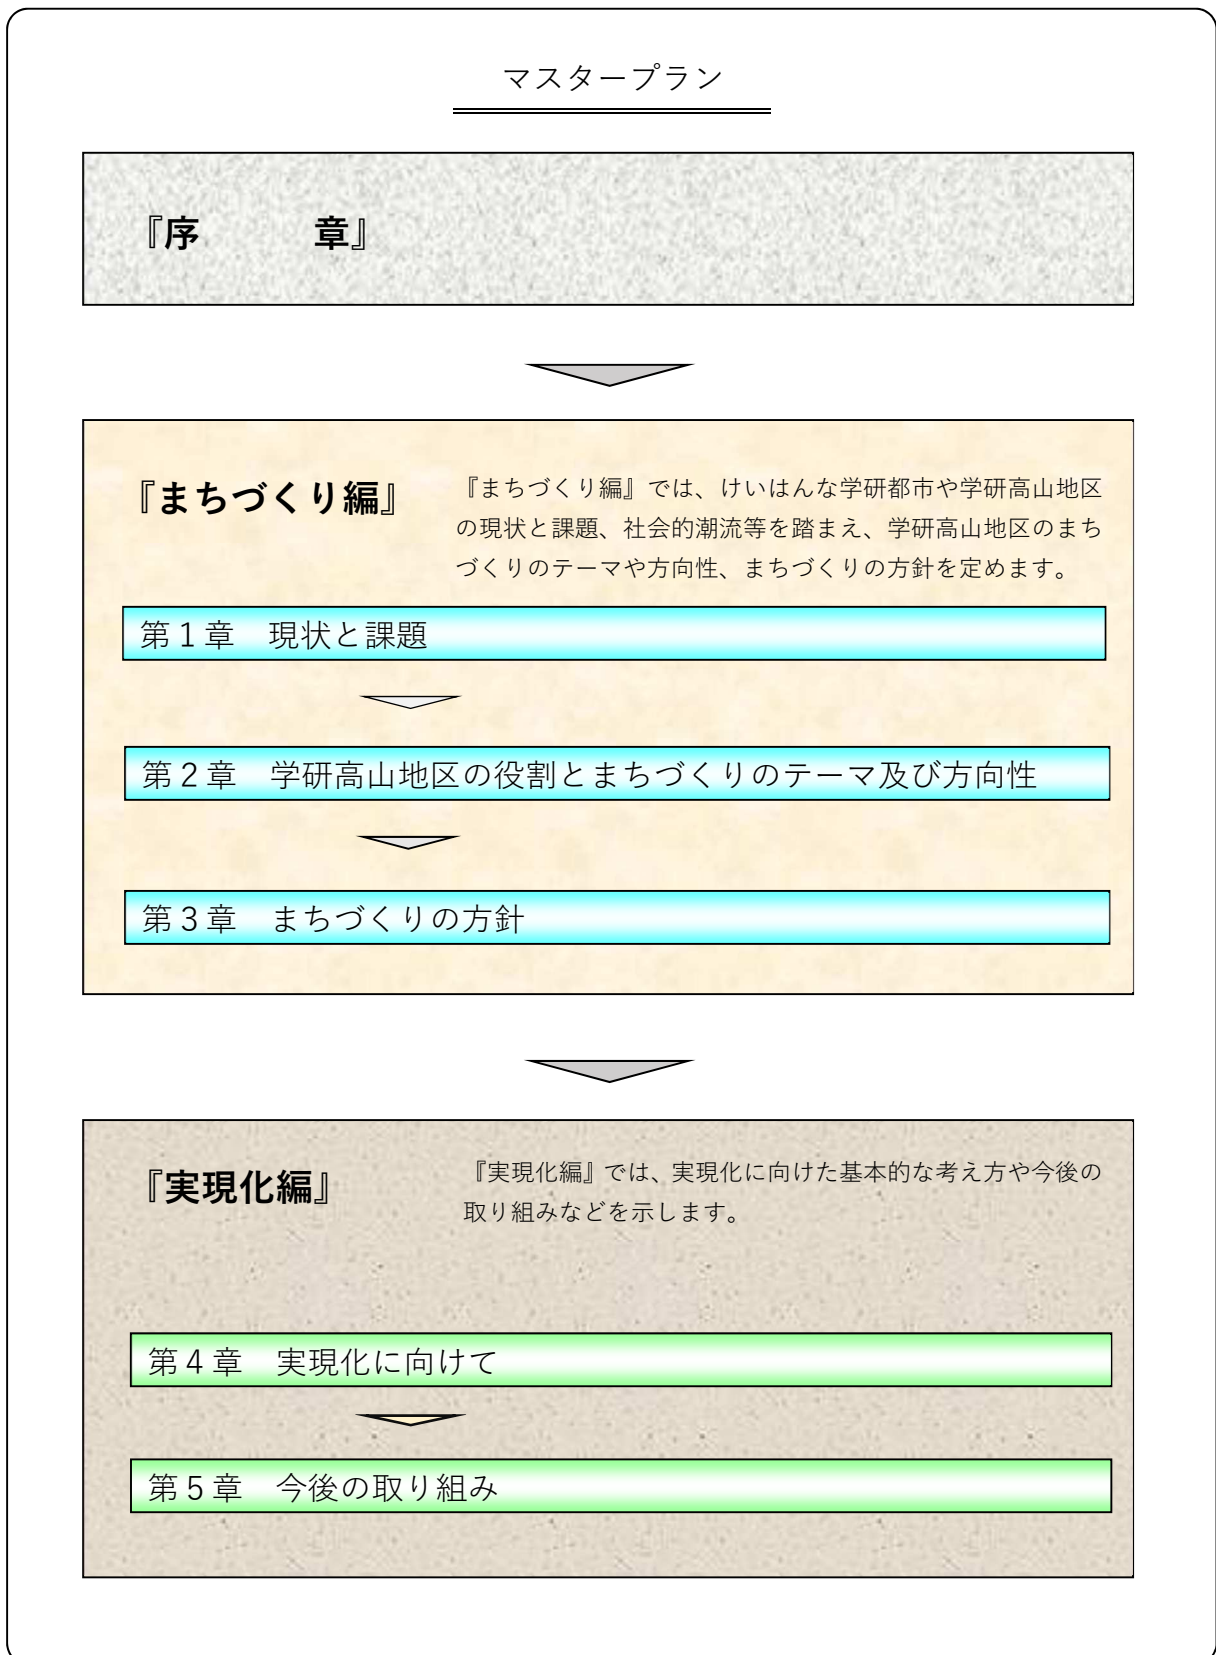 マスタープラン
『序　　　章』
『まちづくり編』
『まちづくり編』では、けいはんな学研都市や学研高山地区
の現状と課題、社会的潮流等を踏まえ、学研高山地区のまち
づくりのテーマや方向性、まちづくりの方針を定めます。
第１章　現状と課題
第２章　学研高山地区の役割とまちづくりのテーマ及び方向性
第３章　まちづくりの方針
『実現化編』
『実現化編』では、実現化に向けた基本的な考え方や今後の
取り組みなどを示します。
第４章　実現化に向けて
第５章　今後の取り組み